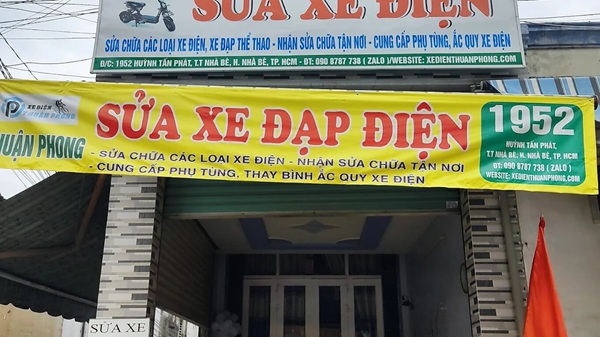 SỬA XE ĐIỆN
SỬA CHỮA CÁC LOẠI XE ĐIỆN, XE ĐẠP THỂ THAO - NHẬN SỬA CHỮA TẬN NƠI - CUNG CẤP PHỤ TÙNG, ẮC QUY XE ĐIỆN
Đ/C: 1952 HUỲNH TẤN PHÁT, T.T NHÀ BÈ, H. NHÀ BÈ, TP. HCM - ĐT: 090 8787 738 ( ZALO )/WEBSITE: XEDIENTHUANPHONG.COM
XE ĐIỆN
THUẬN PHONG
HUẬN PHONG
SỬA XE ĐẠP ĐIỆN
- SỬA CHỮA CÁC LOẠI XE ĐIỆN - NHẬN SỬA CHỮA TẬN NƠI
- CUNG CẤP PHỤ TÙNG, THAY BÌNH ẮC QUY XE ĐIỆN
1952
HUỲNH TẤN PHÁT,
T.T NHÀ BÈ, H. NHÀ BÈ, TP. HCM
ĐT: 090 8787 738 ( ZALO )
WEBSITE: XEDIENTHUANPHONG.COM
SỬA XE